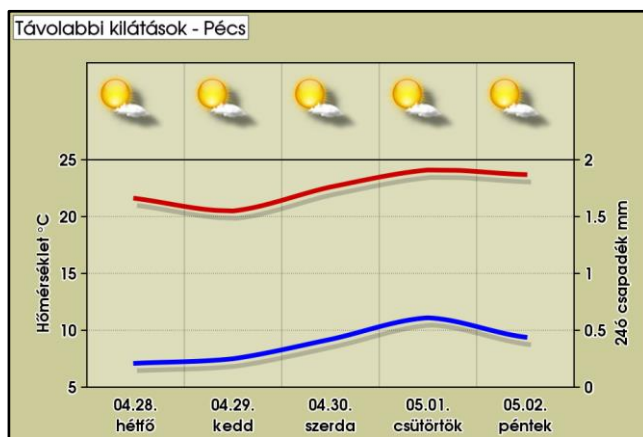 Távolabbi kilátások - Pécs
25
20
15
10
5
Hőmérséklet °C
2
1.5
1
0.5
0
24ó csapadék mm
04.28. 04.29. 04.30. 05.01. 05.02.
hétfő kedd szerda csütörtök péntek